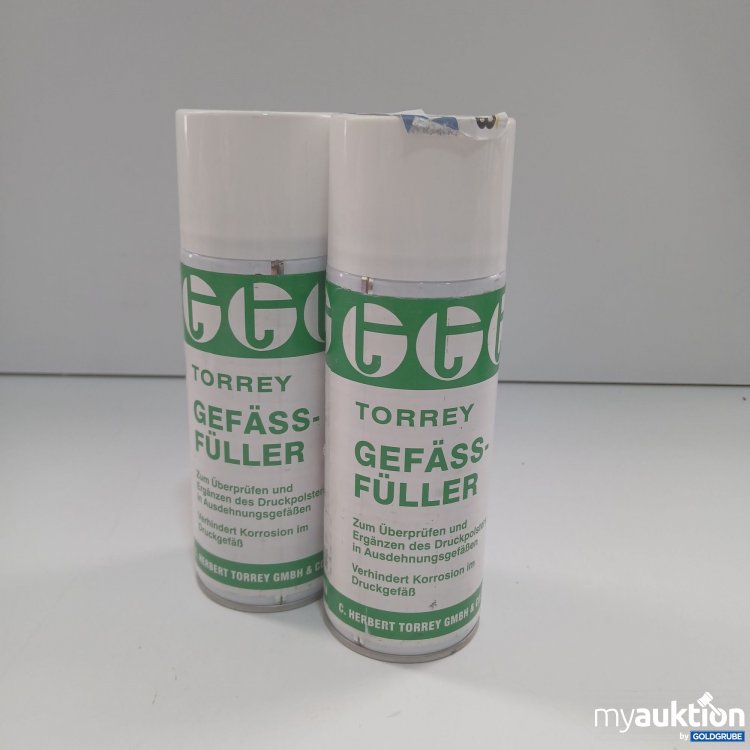 TORREY
GEFÄSS-
FÜLLER
Zum Überprüfen und
Ergänzen des Druckpolsters
in Ausdehnungsgefäßen
Verhindert Korrosion im
Druckgefäß
HERBERT TORREY GMBH &
TORREY
GEFÄSS-
FÜLLER
Zum Überprüfen und
Ergänzen des Druckpolsters
in Ausdehnungsgefäßen
Verhindert Korrosion im
Druckgefäß
C. HERBERT TORREY GMBH &
myauktion
by GOLDGRUBE